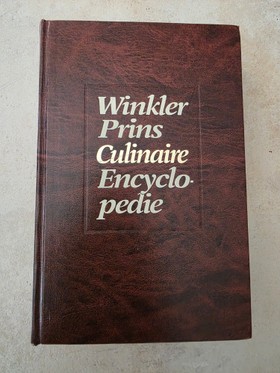 Winkler
Prins
Culinaire
Encyclo-
pedie